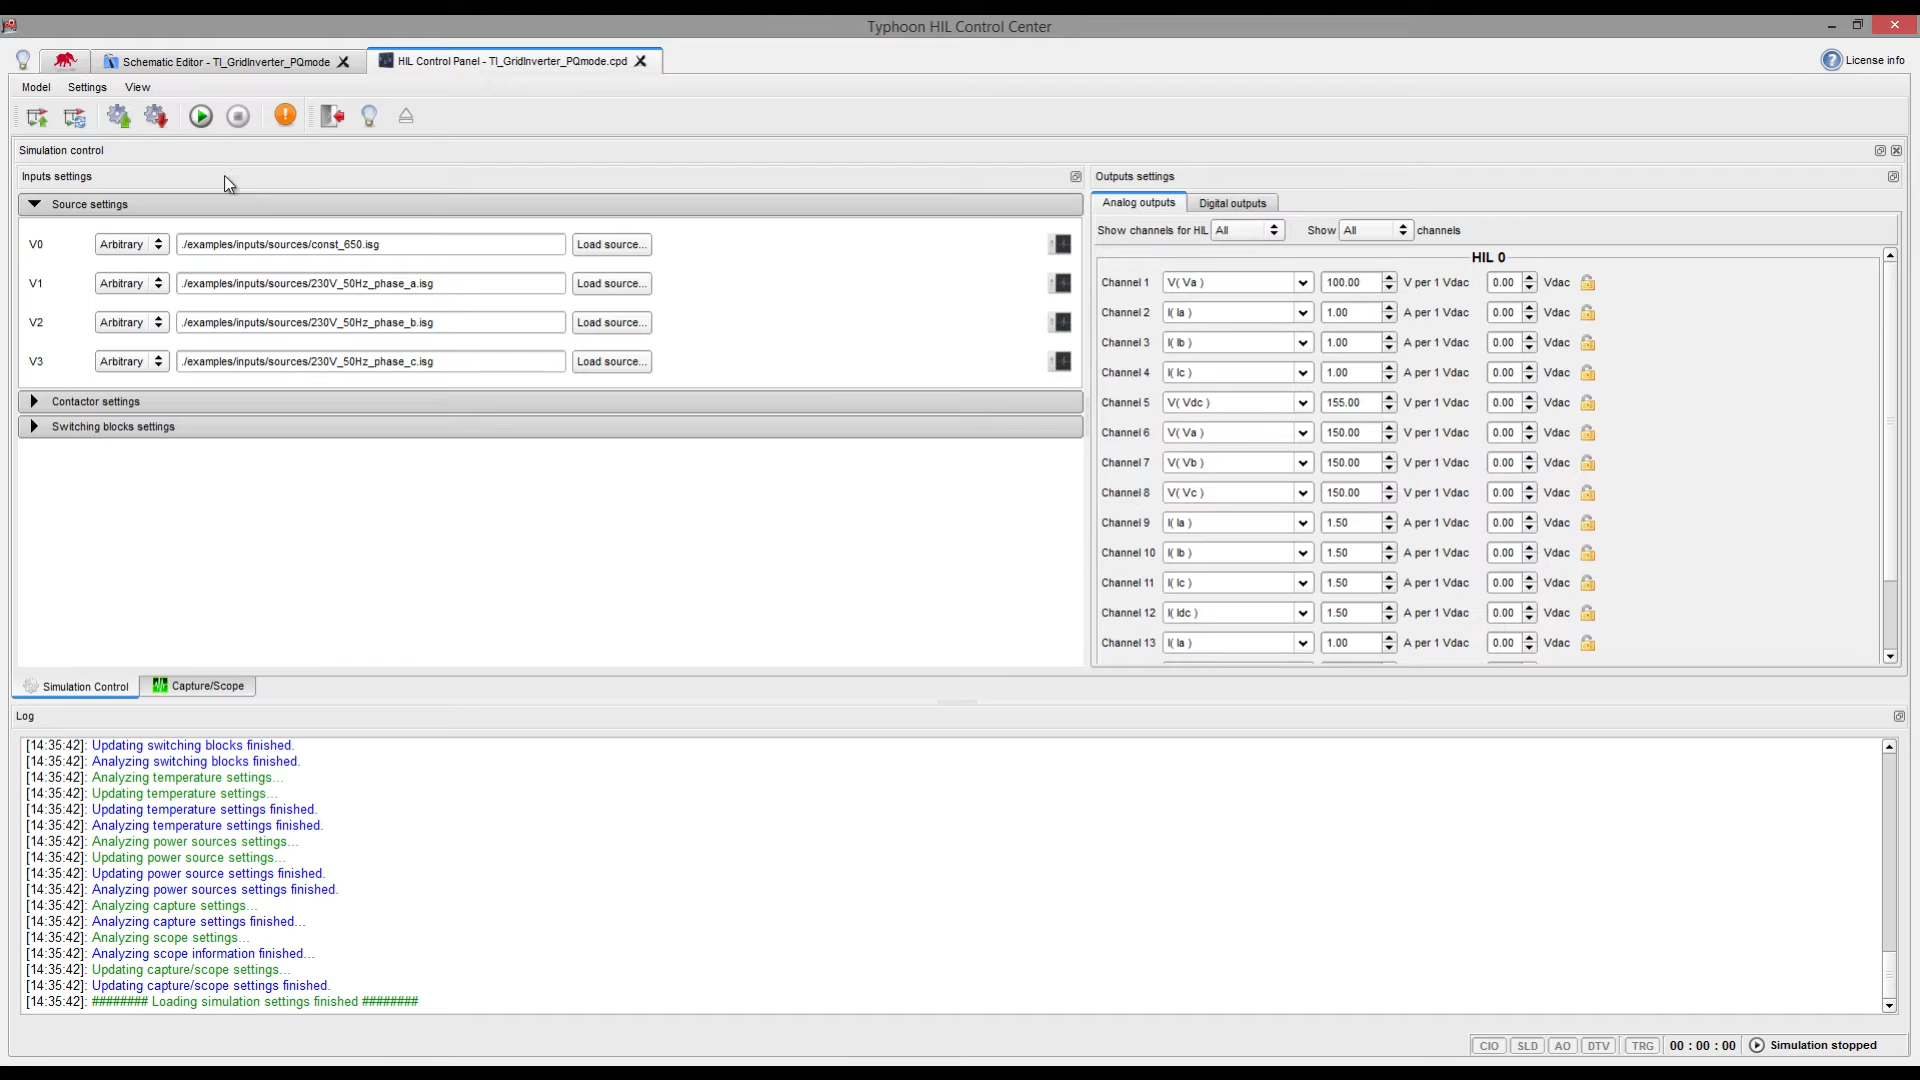 Typhoon HIL Control Center
Schematic Editor - TI_GridInverter_PQmode
HIL Control Panel - TI_GridInverter_PQmode.cpd
License info
Model Settings View
Simulation control
Inputs settings
Source settings
V0 Arbitrary ./examples/inputs/sources/const_650.isg Load source...
V1 Arbitrary ./examples/inputs/sources/230V_50Hz_phase_a.isg Load source...
V2 Arbitrary ./examples/inputs/sources/230V_50Hz_phase_b.isg Load source...
V3 Arbitrary ./examples/inputs/sources/230V_50Hz_phase_c.isg Load source...
Contactor settings
Switching blocks settings
Outputs settings
Analog outputs Digital outputs
Show channels for HIL All Show All channels
HIL 0
Channel 1 V( Va ) 100.00 V per 1 Vdac 0.00 Vdac
Channel 2 I( Ia ) 1.00 A per 1 Vdac 0.00 Vdac
Channel 3 I( Ib ) 1.00 A per 1 Vdac 0.00 Vdac
Channel 4 I( Ic ) 1.00 A per 1 Vdac 0.00 Vdac
Channel 5 V( Vdc ) 155.00 V per 1 Vdac 0.00 Vdac
Channel 6 V( Va ) 150.00 V per 1 Vdac 0.00 Vdac
Channel 7 V( Vb ) 150.00 V per 1 Vdac 0.00 Vdac
Channel 8 V( Vc ) 150.00 V per 1 Vdac 0.00 Vdac
Channel 9 I( Ia ) 1.50 A per 1 Vdac 0.00 Vdac
Channel 10 I( Ib ) 1.50 A per 1 Vdac 0.00 Vdac
Channel 11 I( Ic ) 1.50 A per 1 Vdac 0.00 Vdac
Channel 12 I( Idc ) 1.50 A per 1 Vdac 0.00 Vdac
Channel 13 I( Ia ) 1.00 A per 1 Vdac 0.00 Vdac
Simulation Control Capture/Scope
Log
[14:35:42]: Updating switching blocks finished.
[14:35:42]: Analyzing switching blocks finished.
[14:35:42]: Analyzing temperature settings...
[14:35:42]: Updating temperature settings...
[14:35:42]: Updating temperature settings finished.
[14:35:42]: Analyzing temperature settings finished.
[14:35:42]: Analyzing power sources settings...
[14:35:42]: Updating power source settings...
[14:35:42]: Updating power source settings finished.
[14:35:42]: Analyzing power sources settings finished.
[14:35:42]: Analyzing capture settings...
[14:35:42]: Analyzing capture settings finished...
[14:35:42]: Analyzing scope settings...
[14:35:42]: Analyzing scope information finished...
[14:35:42]: Updating capture/scope settings...
[14:35:42]: Updating capture/scope settings finished.
[14:35:42]: ######## Loading simulation settings finished ########
CIO SLD AO DTV TRG 00 : 00 : 00 Simulation stopped